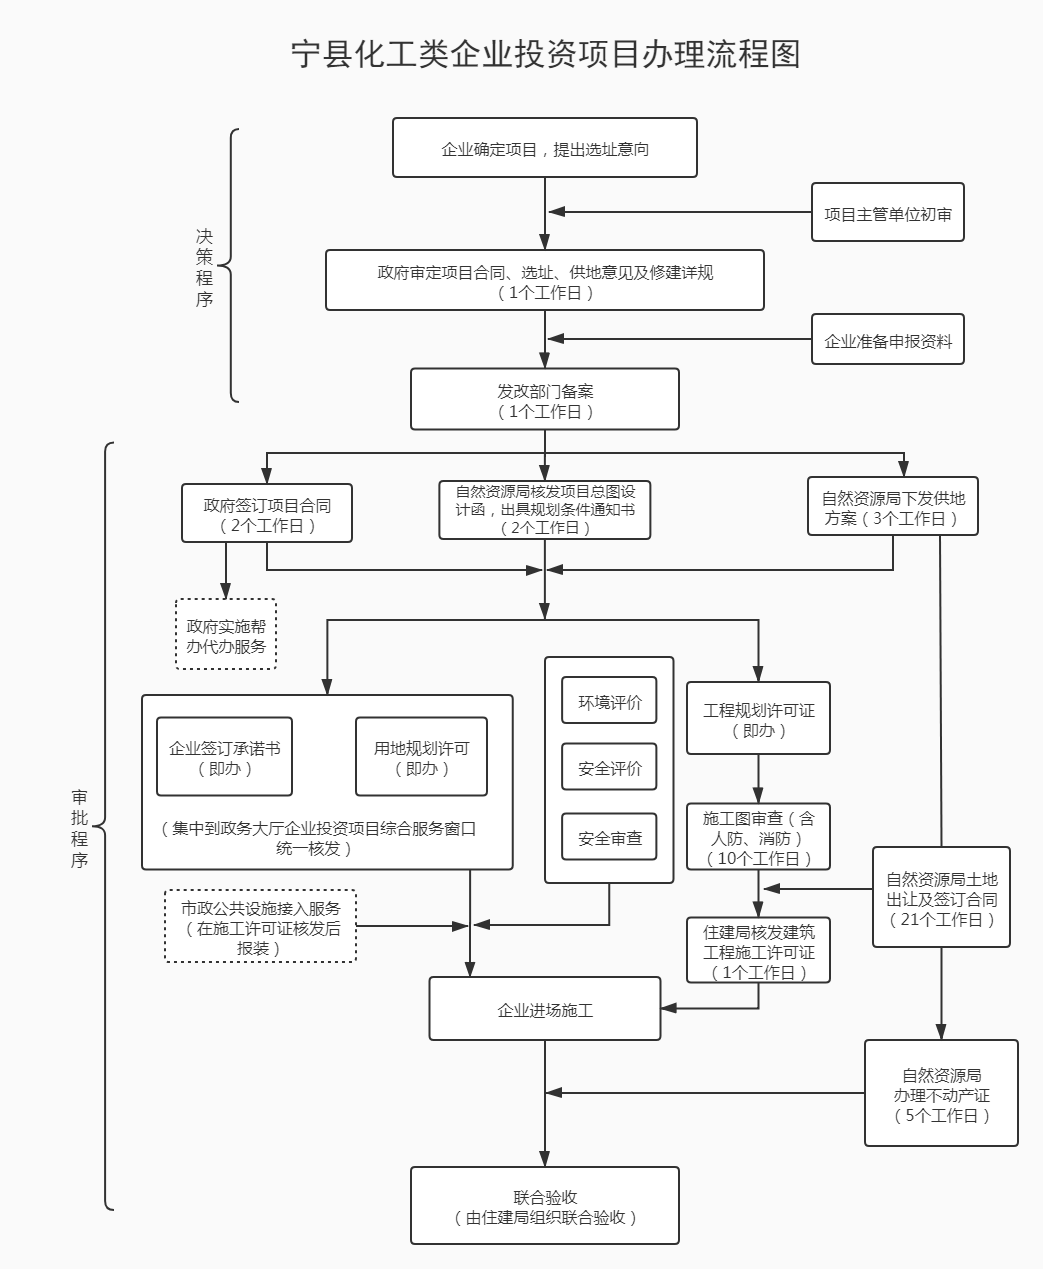 宁县化工类企业投资项目办理流程图
企业确定项目，提出选址意向
项目主管单位初审
决策程序
政府审定项目合同、选址、供地意见及修建详规
（1个工作日）
企业准备申报资料
发改部门备案
（1个工作日）
政府签订项目合同
（2个工作日）
自然资源局核发项目总图设
计函，出具规划条件通知书
（2个工作日）
自然资源局下发供地
方案（3个工作日）
政府实施帮
办代办服务
审批程序
企业签订承诺书
（即办）
用地规划许可
（即办）
（集中到政务大厅企业投资项目综合服务窗口
统一核发）
环境评价
安全评价
安全审查
工程规划许可证
（即办）
施工图审查（含
人防、消防）
（10个工作日）
自然资源局土地
出让及签订合同
（21个工作日）
市政公共设施接入服务
（在施工许可证核发后
报装）
住建局核发建筑
工程施工许可证
（1个工作日）
企业进场施工
自然资源局
办理不动产证
（5个工作日）
联合验收
（由住建局组织联合验收）